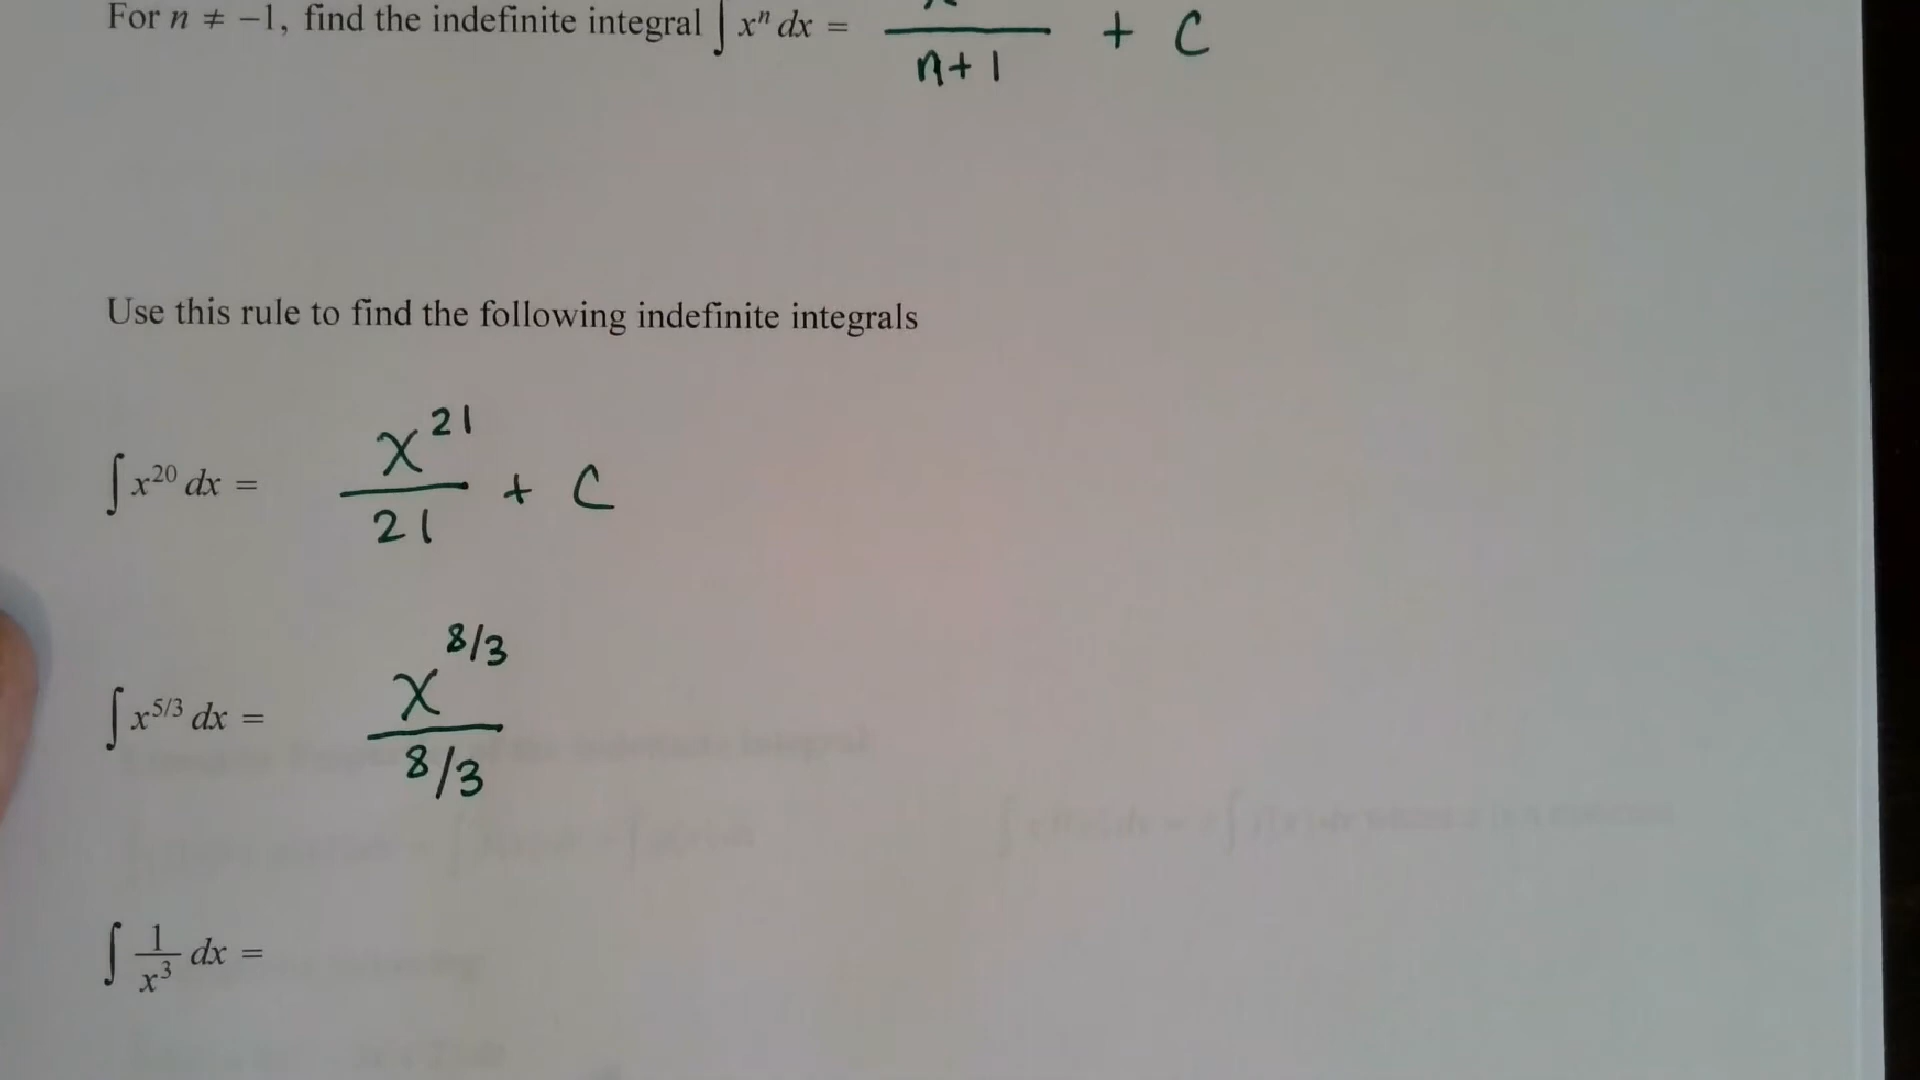 For n ≠ −1, find the indefinite integral ∫ xⁿ dx = / n+1 + C
Use this rule to find the following indefinite integrals
∫ x²⁰ dx = x²¹ / 21 + C
∫ x^5/3 dx = x^8/3 / 8/3
∫ 1/x³ dx =